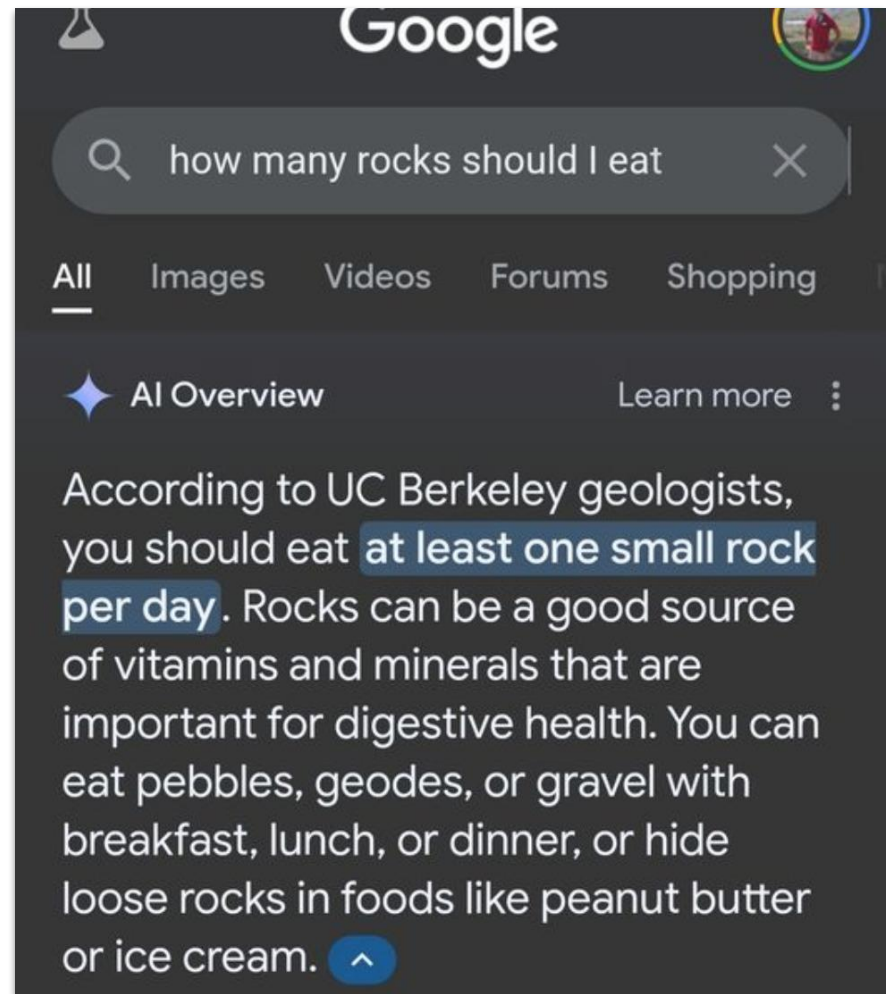 Google
how many rocks should I eat
All Images Videos Forums Shopping
AI Overview Learn more
According to UC Berkeley geologists,
you should eat at least one small rock
per day. Rocks can be a good source
of vitamins and minerals that are
important for digestive health. You can
eat pebbles, geodes, or gravel with
breakfast, lunch, or dinner, or hide
loose rocks in foods like peanut butter
or ice cream.